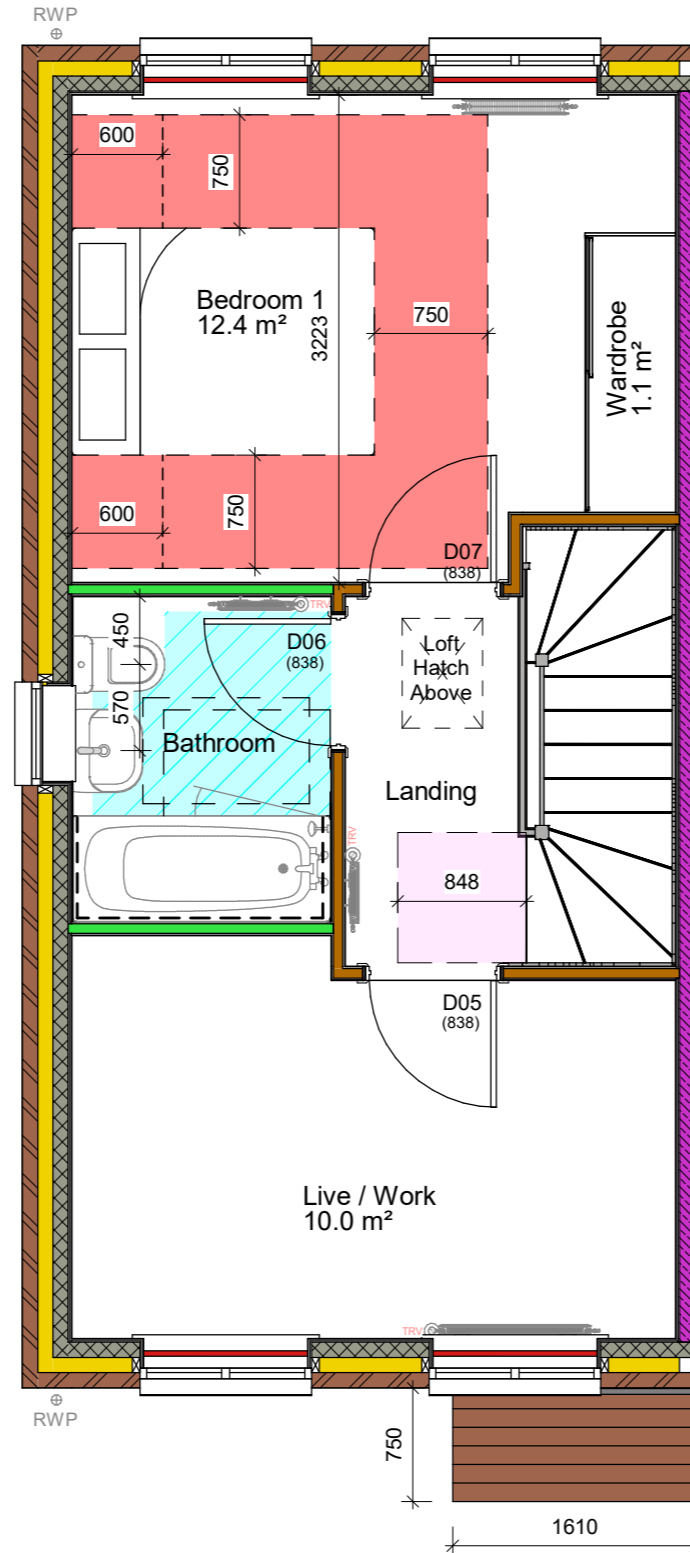 RWP
600
750
Bedroom 1
12.4 m²
3223
750
Wardrobe
1.1 m²
600
750
D07
(838)
TRV
450
D06
(838)
Loft
Hatch
Above
570
Bathroom
Landing
TRV
848
D05
(838)
Live / Work
10.0 m²
TRV
RWP
750
1610